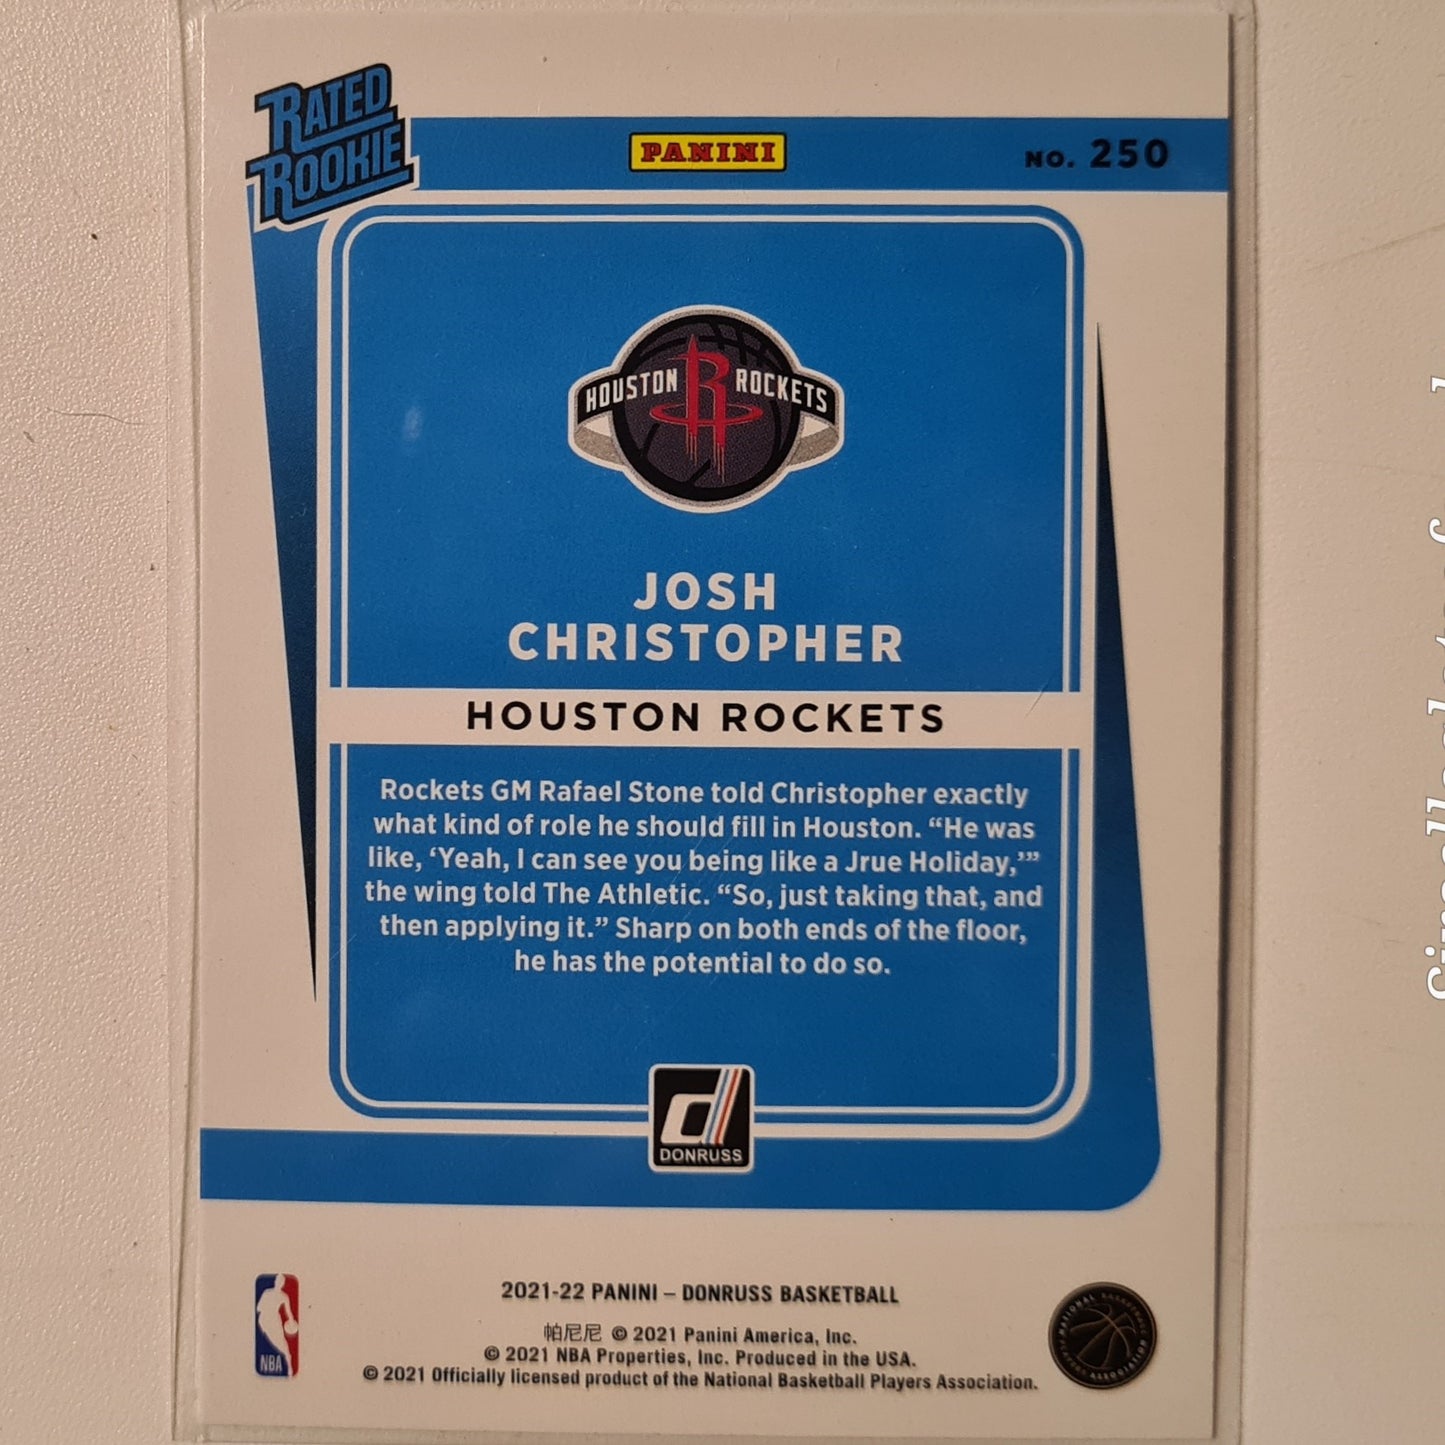 RATED
ROOKIE
PANINI
NO. 250
HOUSTON ROCKETS
JOSH
CHRISTOPHER
HOUSTON ROCKETS
Rockets GM Rafael Stone told Christopher exactly
what kind of role he should fill in Houston. “He was
like, ‘Yeah, I can see you being like a Jrue Holiday,’”
the wing told The Athletic. “So, just taking that, and
then applying it.” Sharp on both ends of the floor,
he has the potential to do so.
DONRUSS
NBA
2021-22 PANINI – DONRUSS BASKETBALL
帕尼尼 © 2021 Panini America, Inc.
© 2021 NBA Properties, Inc. Produced in the USA.
© 2021 Officially licensed product of the National Basketball Players Association.
NATIONAL BASKETBALL PLAYERS ASSOCIATION